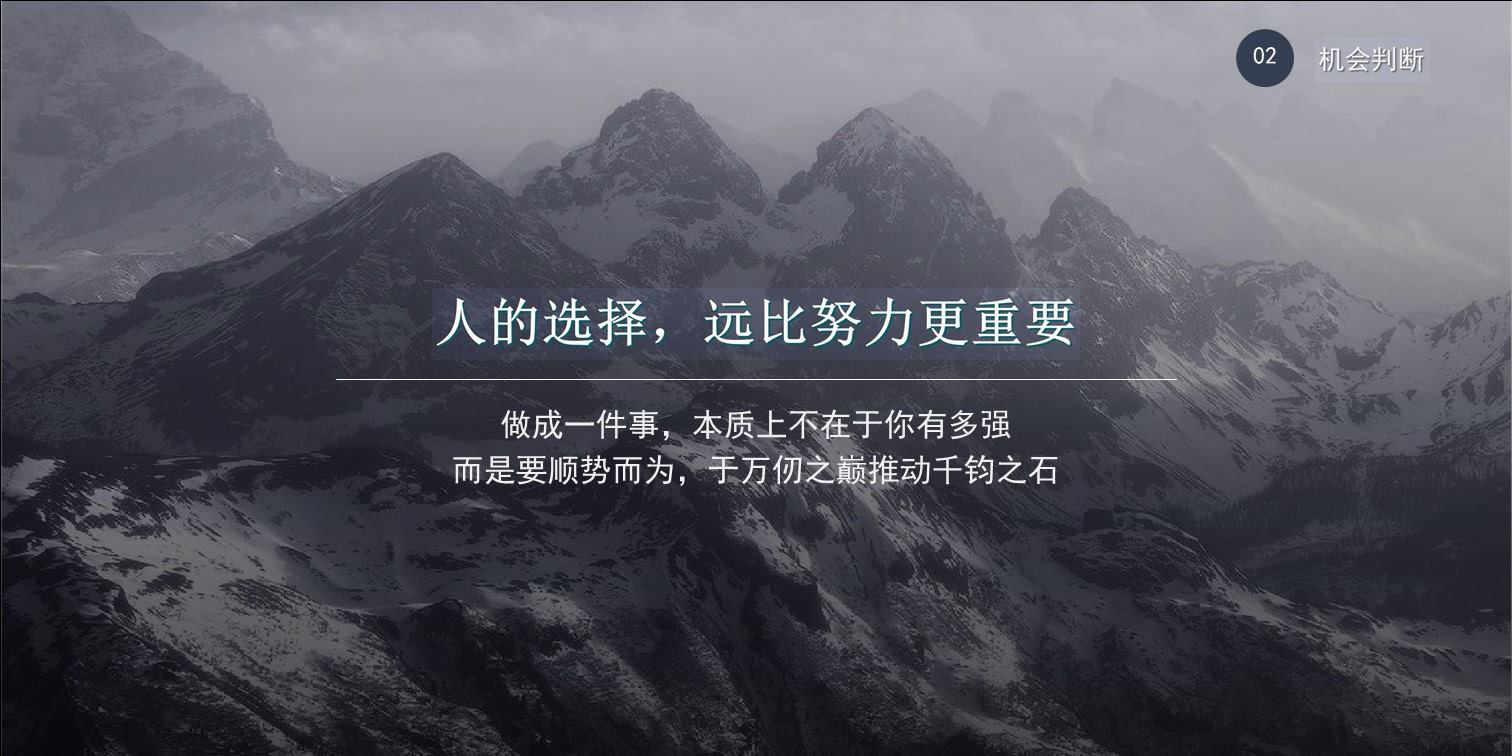 02 机会判断
人的选择，远比努力更重要
做成一件事，本质上不在于你有多强
而是要顺势而为，于万仞之巅推动千钧之石